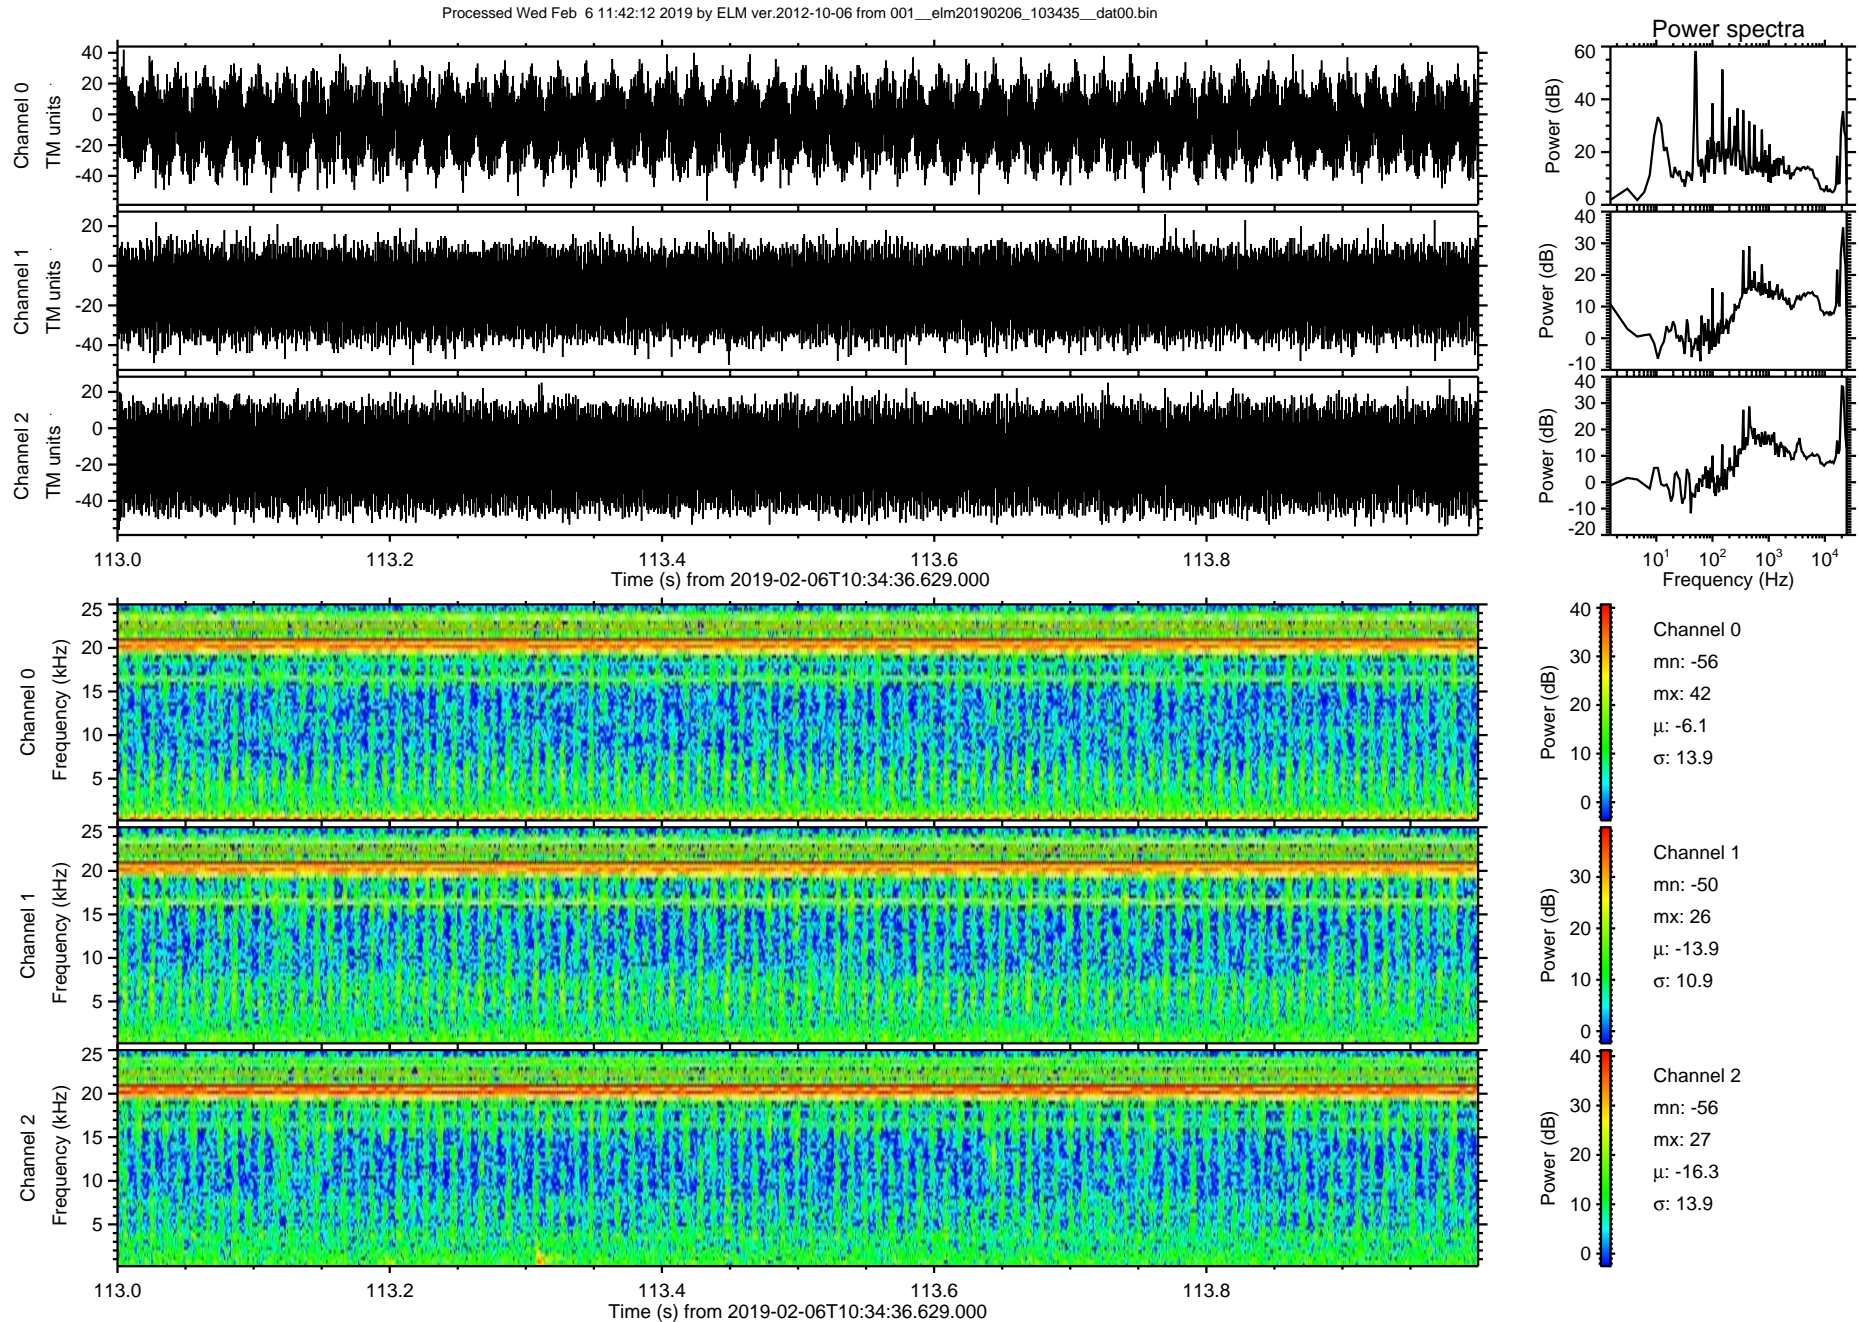 Processed Wed Feb  6 11:42:12 2019 by ELM ver.2012-10-06 from 001__elm20190206_103435__dat00.bin
Power spectra
Channel 0
TM units
40
20
0
-20
-40
Power (dB)
60
40
20
0
Channel 1
TM units
20
0
-20
-40
Power (dB)
40
30
20
10
0
-10
Channel 2
TM units
20
0
-20
-40
Power (dB)
40
30
20
10
0
-10
-20
113.0
113.2
113.4
113.6
113.8
Time (s) from 2019-02-06T10:34:36.629.000
10^1
10^2
10^3
10^4
Frequency (Hz)
Channel 0
Frequency (kHz)
25
20
15
10
5
Power (dB)
40
30
20
10
0
Channel 0
mn: -56
mx: 42
µ: -6.1
σ: 13.9
Channel 1
Frequency (kHz)
25
20
15
10
5
Power (dB)
30
20
10
0
Channel 1
mn: -50
mx: 26
µ: -13.9
σ: 10.9
Channel 2
Frequency (kHz)
25
20
15
10
5
Power (dB)
40
30
20
10
0
Channel 2
mn: -56
mx: 27
µ: -16.3
σ: 13.9
113.0
113.2
113.4
113.6
113.8
Time (s) from 2019-02-06T10:34:36.629.000